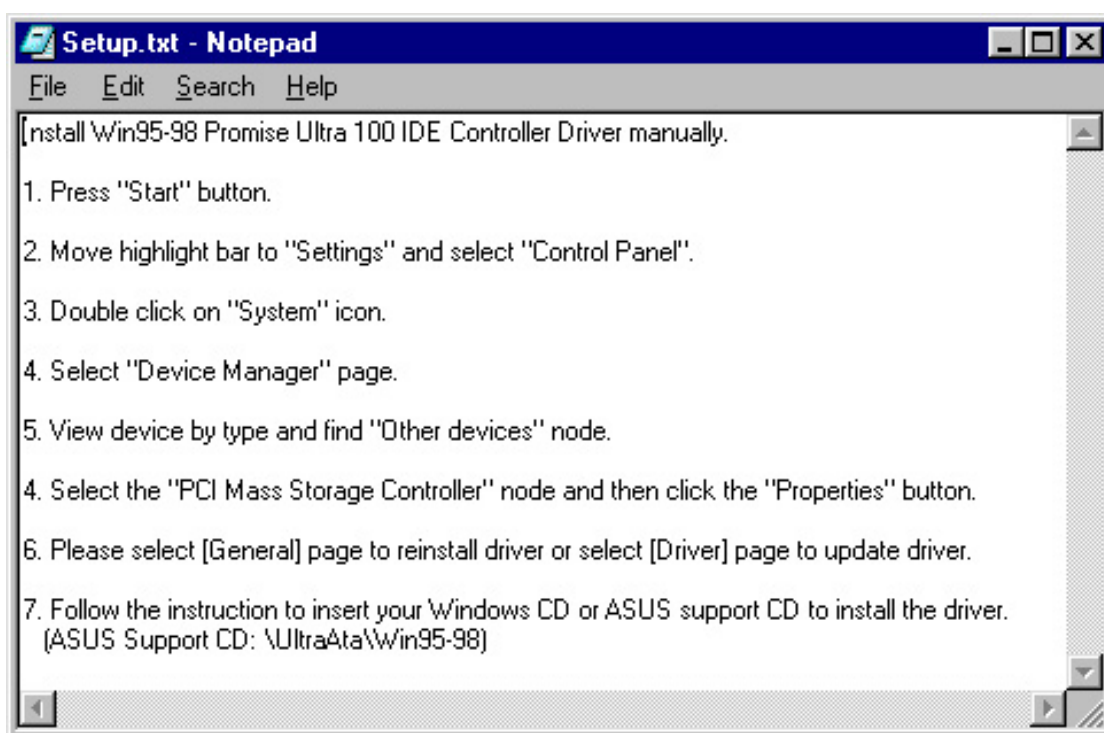 Setup.txt - Notepad
File Edit Search Help
Install Win95-98 Promise Ultra 100 IDE Controller Driver manually.
1. Press "Start" button.
2. Move highlight bar to "Settings" and select "Control Panel".
3. Double click on "System" icon.
4. Select "Device Manager" page.
5. View device by type and find "Other devices" node.
4. Select the "PCI Mass Storage Controller" node and then click the "Properties" button.
6. Please select [General] page to reinstall driver or select [Driver] page to update driver.
7. Follow the instruction to insert your Windows CD or ASUS support CD to install the driver.
(ASUS Support CD: \UltraAta\Win95-98)